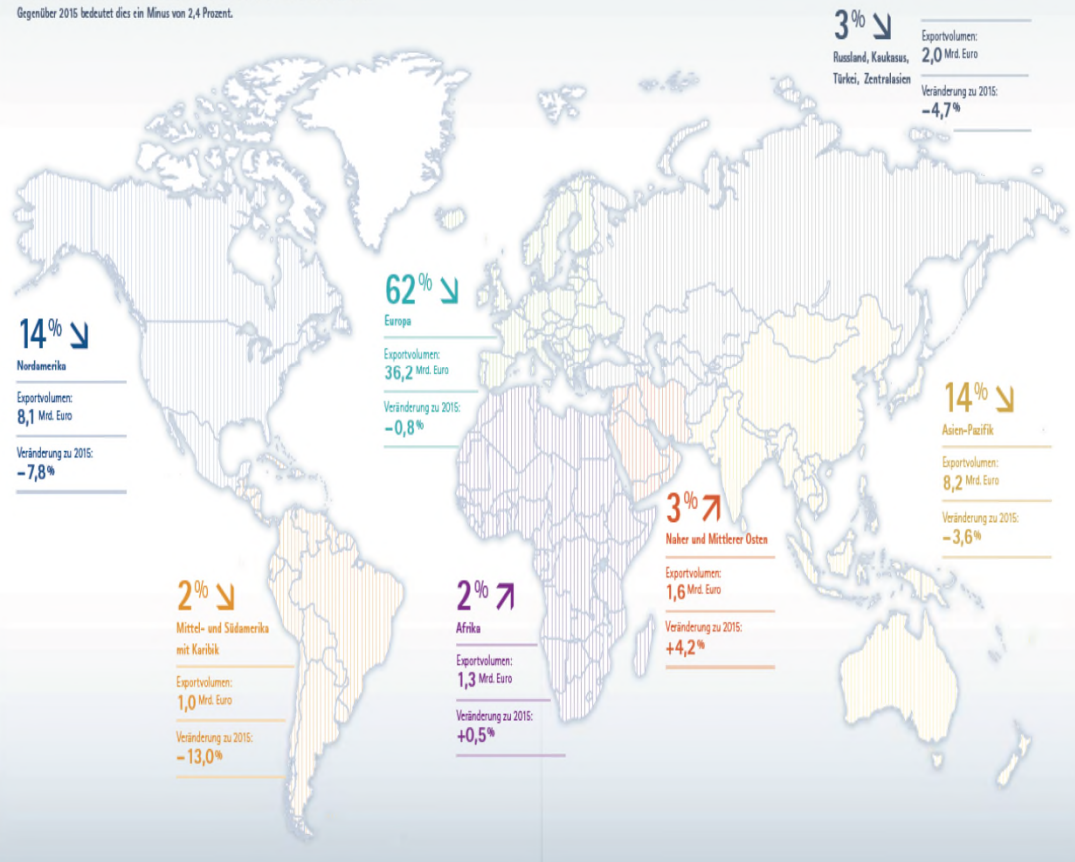 Gegenüber 2015 bedeutet dies ein Minus von 2,4 Prozent.
3%
Russland, Kaukasus,
Türkei, Zentralasien
Exportvolumen:
2,0 Mrd. Euro
Veränderung zu 2015:
−4,7%
62%
Europa
Exportvolumen:
36,2 Mrd. Euro
Veränderung zu 2015:
−0,8%
14%
Nordamerika
Exportvolumen:
8,1 Mrd. Euro
Veränderung zu 2015:
−7,8%
14%
Asien-Pazifik
Exportvolumen:
8,2 Mrd. Euro
Veränderung zu 2015:
−3,6%
3%
Naher und Mittlerer Osten
Exportvolumen:
1,6 Mrd. Euro
Veränderung zu 2015:
+4,2%
2%
Mittel- und Südamerika
mit Karibik
Exportvolumen:
1,0 Mrd. Euro
Veränderung zu 2015:
−13,0%
2%
Afrika
Exportvolumen:
1,3 Mrd. Euro
Veränderung zu 2015:
+0,5%